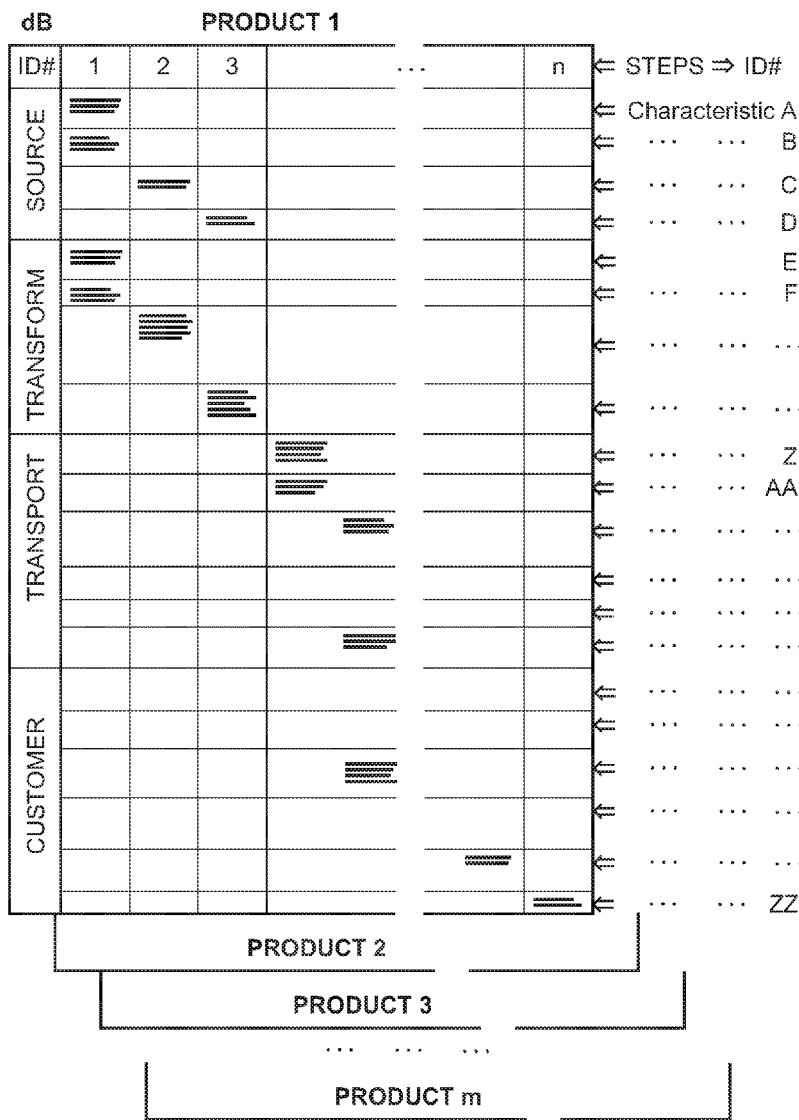 dB PRODUCT 1
ID# 1 2 3 ... n ⇐ STEPS ⇒ ID#
SOURCE
⇐ Characteristic A
⇐ ... ... B
⇐ ... ... C
⇐ ... ... D
TRANSFORM
⇐ E
⇐ ... ... F
⇐ ... ... ...
⇐ ... ... ...
TRANSPORT
⇐ ... ... Z
⇐ ... ... AA
⇐ ... ... ...
⇐ ... ... ...
⇐ ... ... ...
⇐ ... ... ...
CUSTOMER
⇐ ... ... ...
⇐ ... ... ...
⇐ ... ... ...
⇐ ... ... ...
⇐ ... ... ...
⇐ ... ... ZZ
PRODUCT 2
PRODUCT 3
... ... ...
PRODUCT m